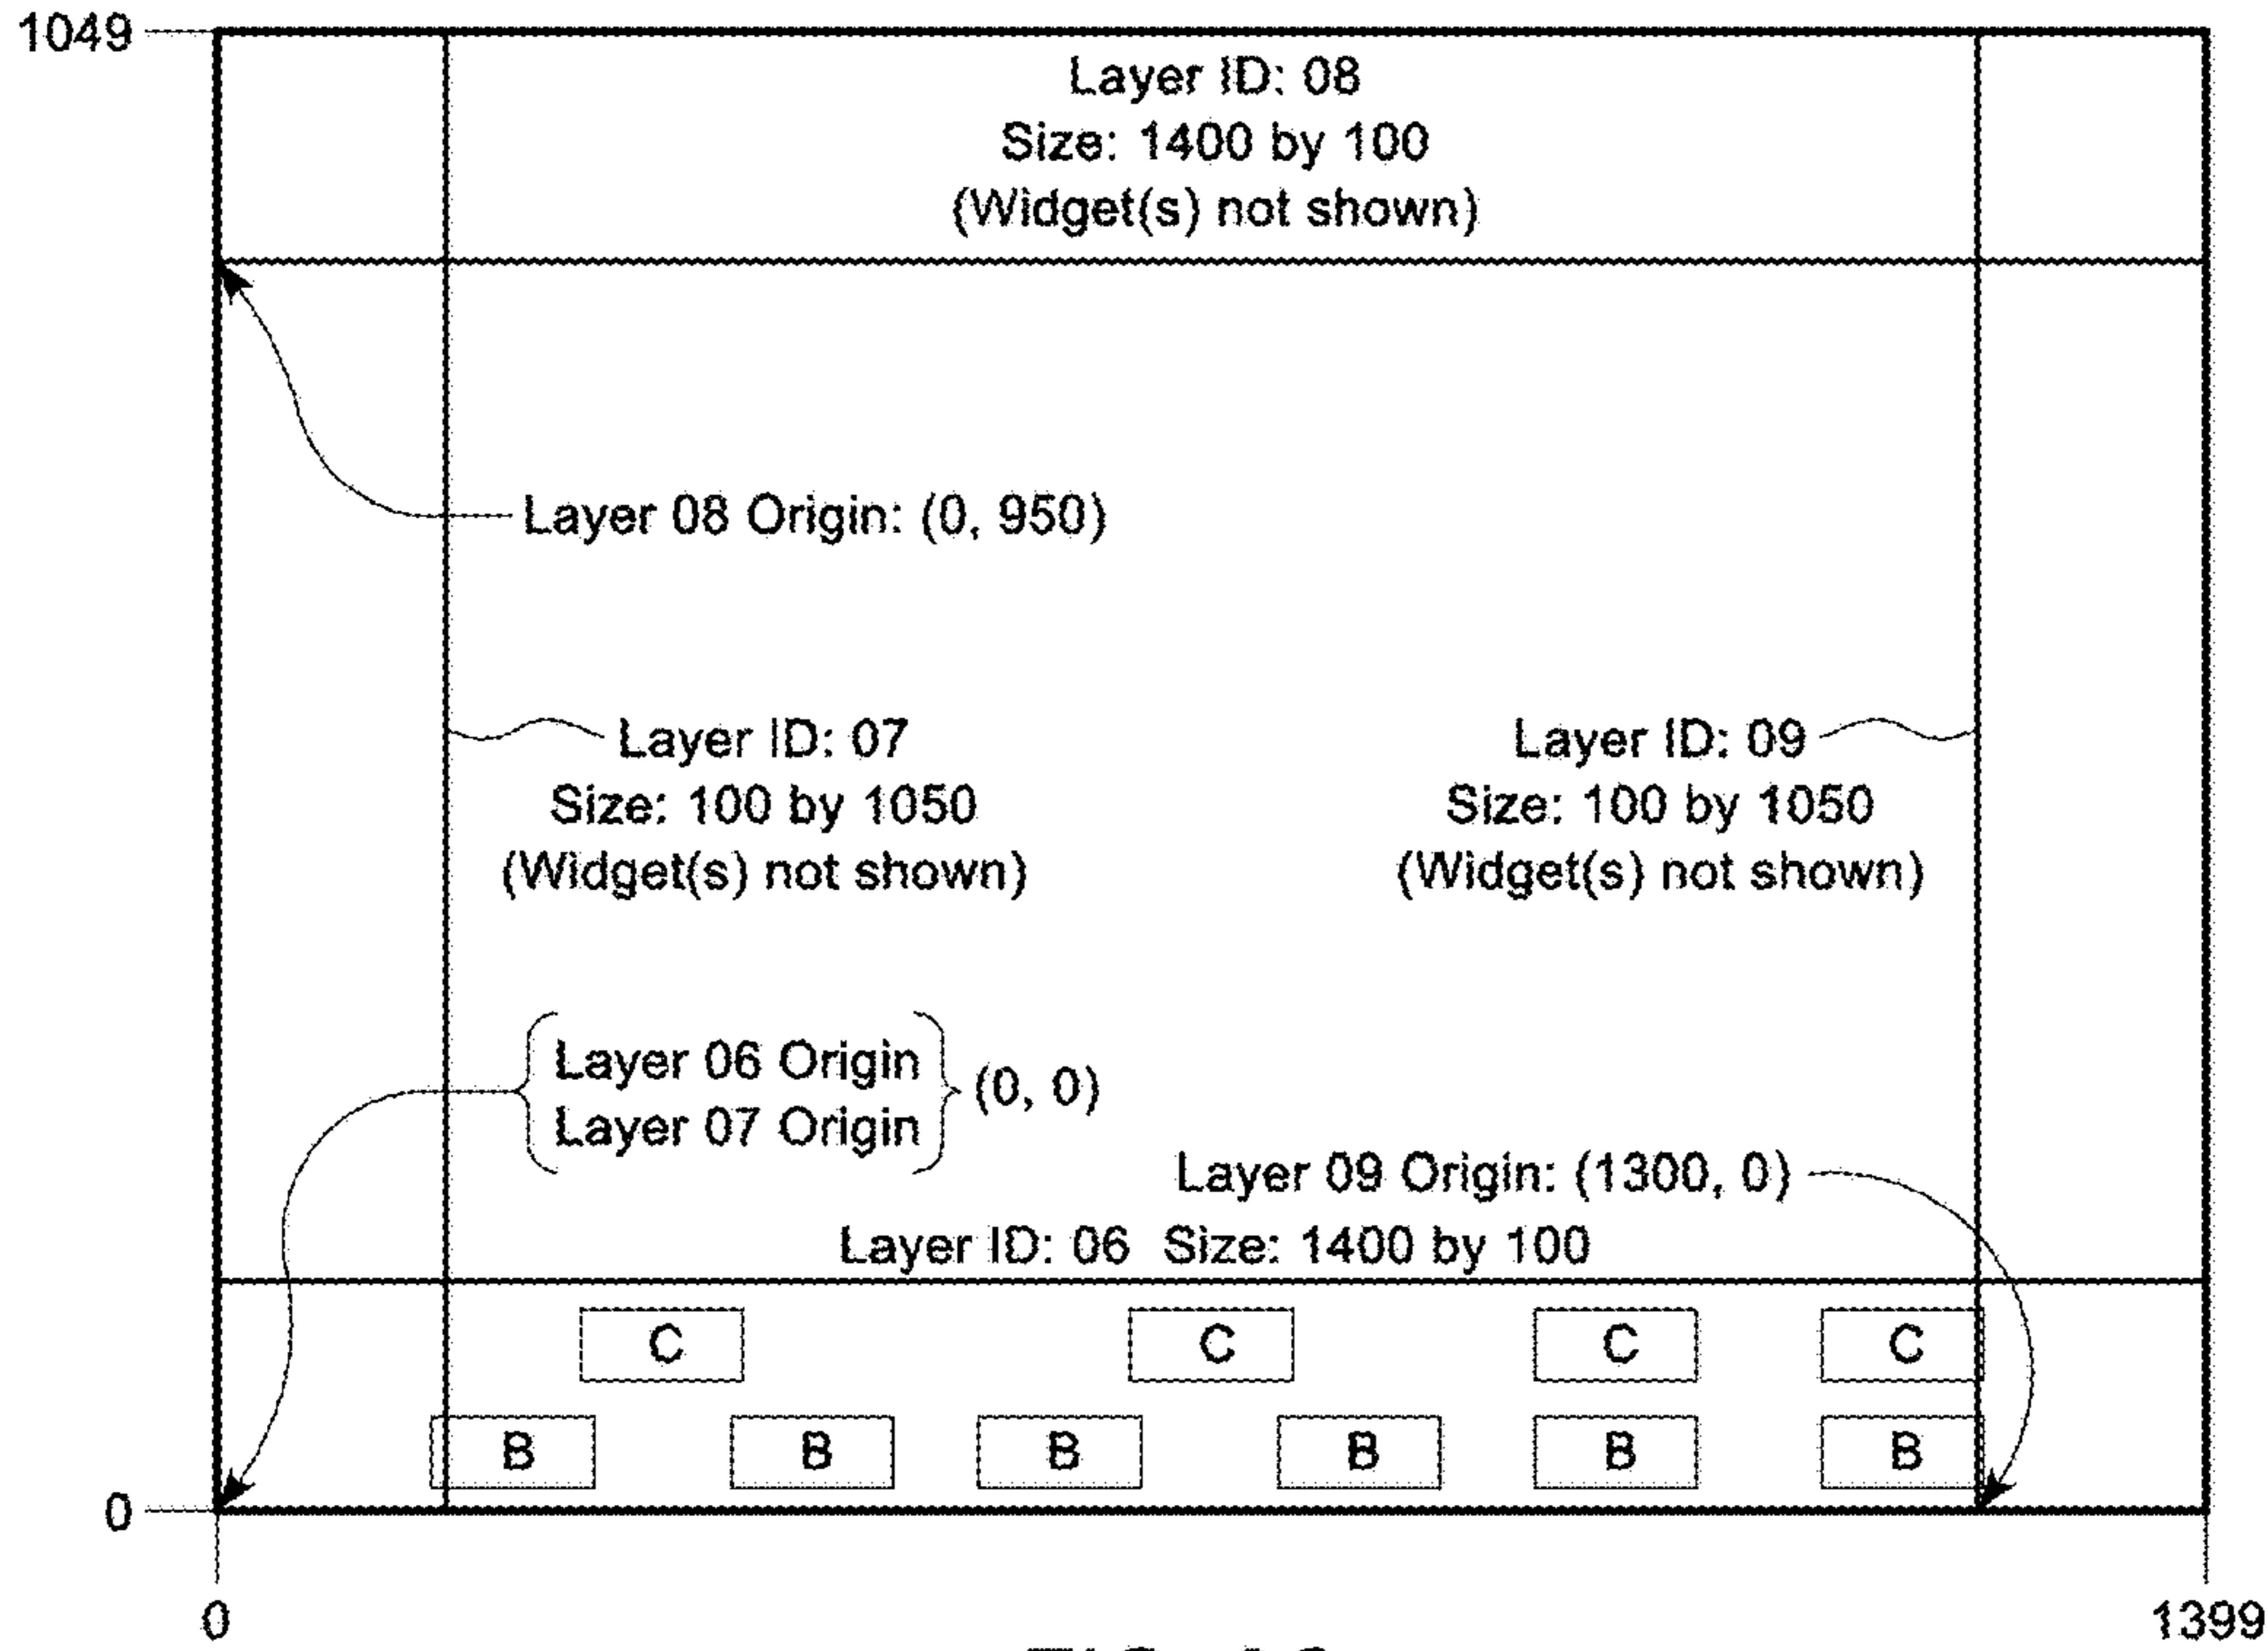 1049
Layer ID: 08
Size: 1400 by 100
(Widget(s) not shown)
Layer 08 Origin: (0, 950)
Layer ID: 07
Size: 100 by 1050
(Widget(s) not shown)
Layer ID: 09
Size: 100 by 1050
(Widget(s) not shown)
Layer 06 Origin
Layer 07 Origin
(0, 0)
Layer 09 Origin: (1300, 0)
Layer ID: 06 Size: 1400 by 100
C C C C
B B B B B B
0
0 1399